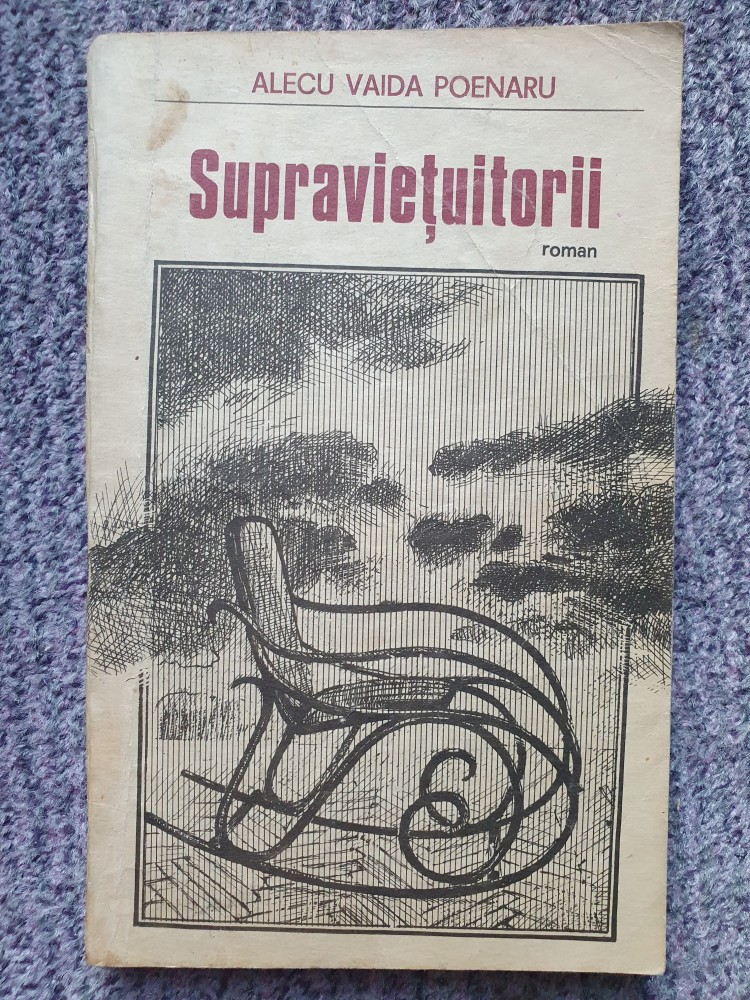 ALECU VAIDA POENARU
Supraviețuitorii
roman